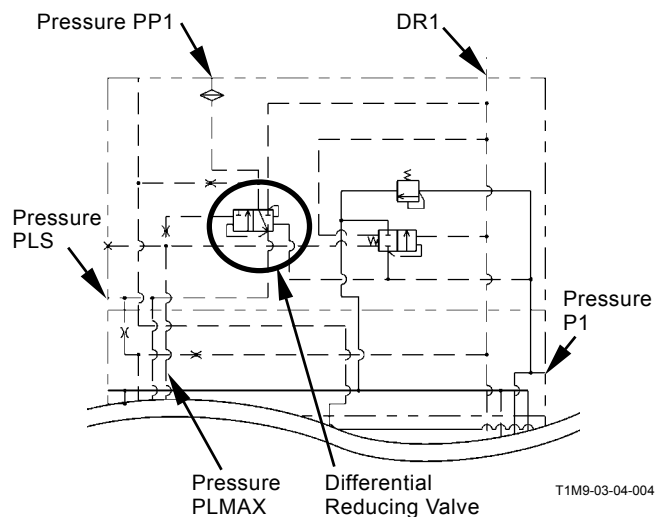 Pressure PP1
DR1
Pressure
PLS
Pressure
P1
Pressure
PLMAX
Differential
Reducing Valve
T1M9-03-04-004